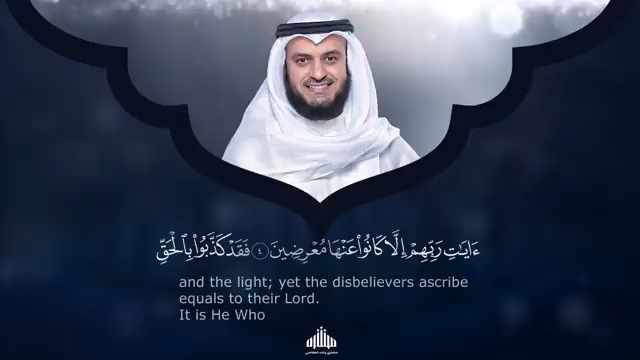 ءَايَٰتِ رَبِّهِمْ إِلَّا كَانُوا۟ عَنْهَا مُعْرِضِينَ ۝٤ فَقَدْ كَذَّبُوا۟ بِٱلْحَقِّ
and the light; yet the disbelievers ascribe
equals to their Lord.
It is He Who